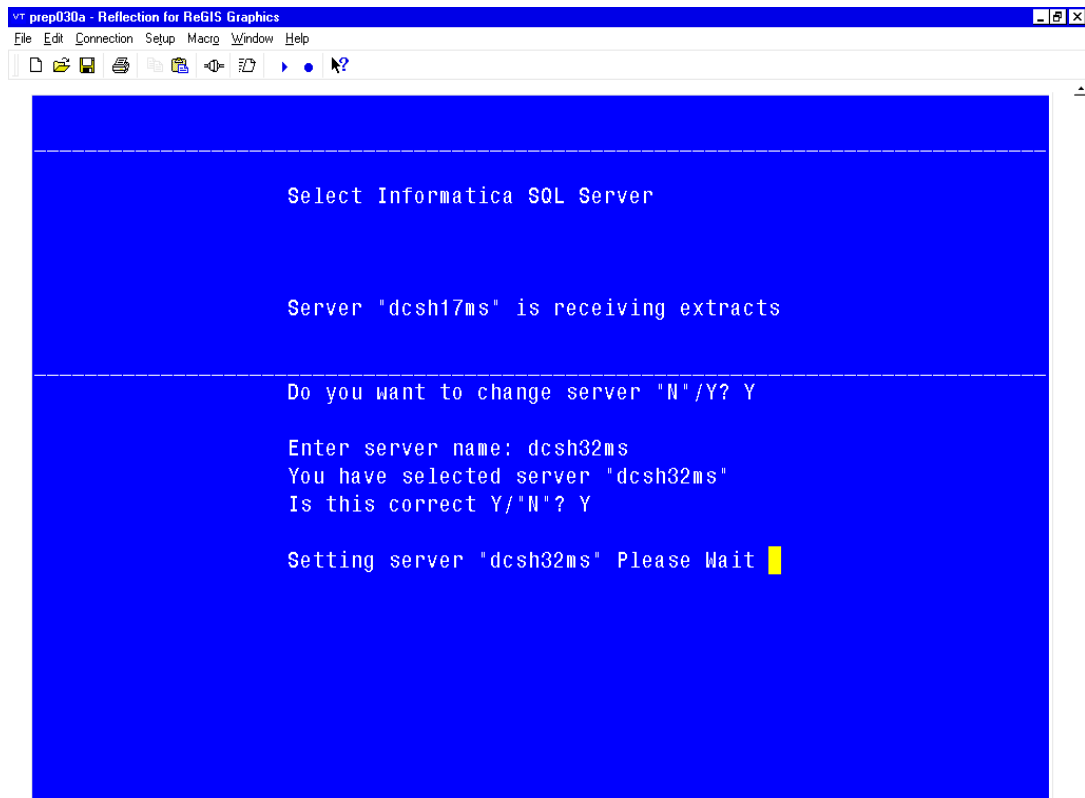 VT prep030a - Reflection for ReGIS Graphics
File Edit Connection Setup Macro Window Help
Select Informatica SQL Server
Server "dcsh17ms" is receiving extracts
Do you want to change server "N"/Y? Y
Enter server name: dcsh32ms
You have selected server "dcsh32ms"
Is this correct Y/"N"? Y
Setting server "dcsh32ms" Please Wait